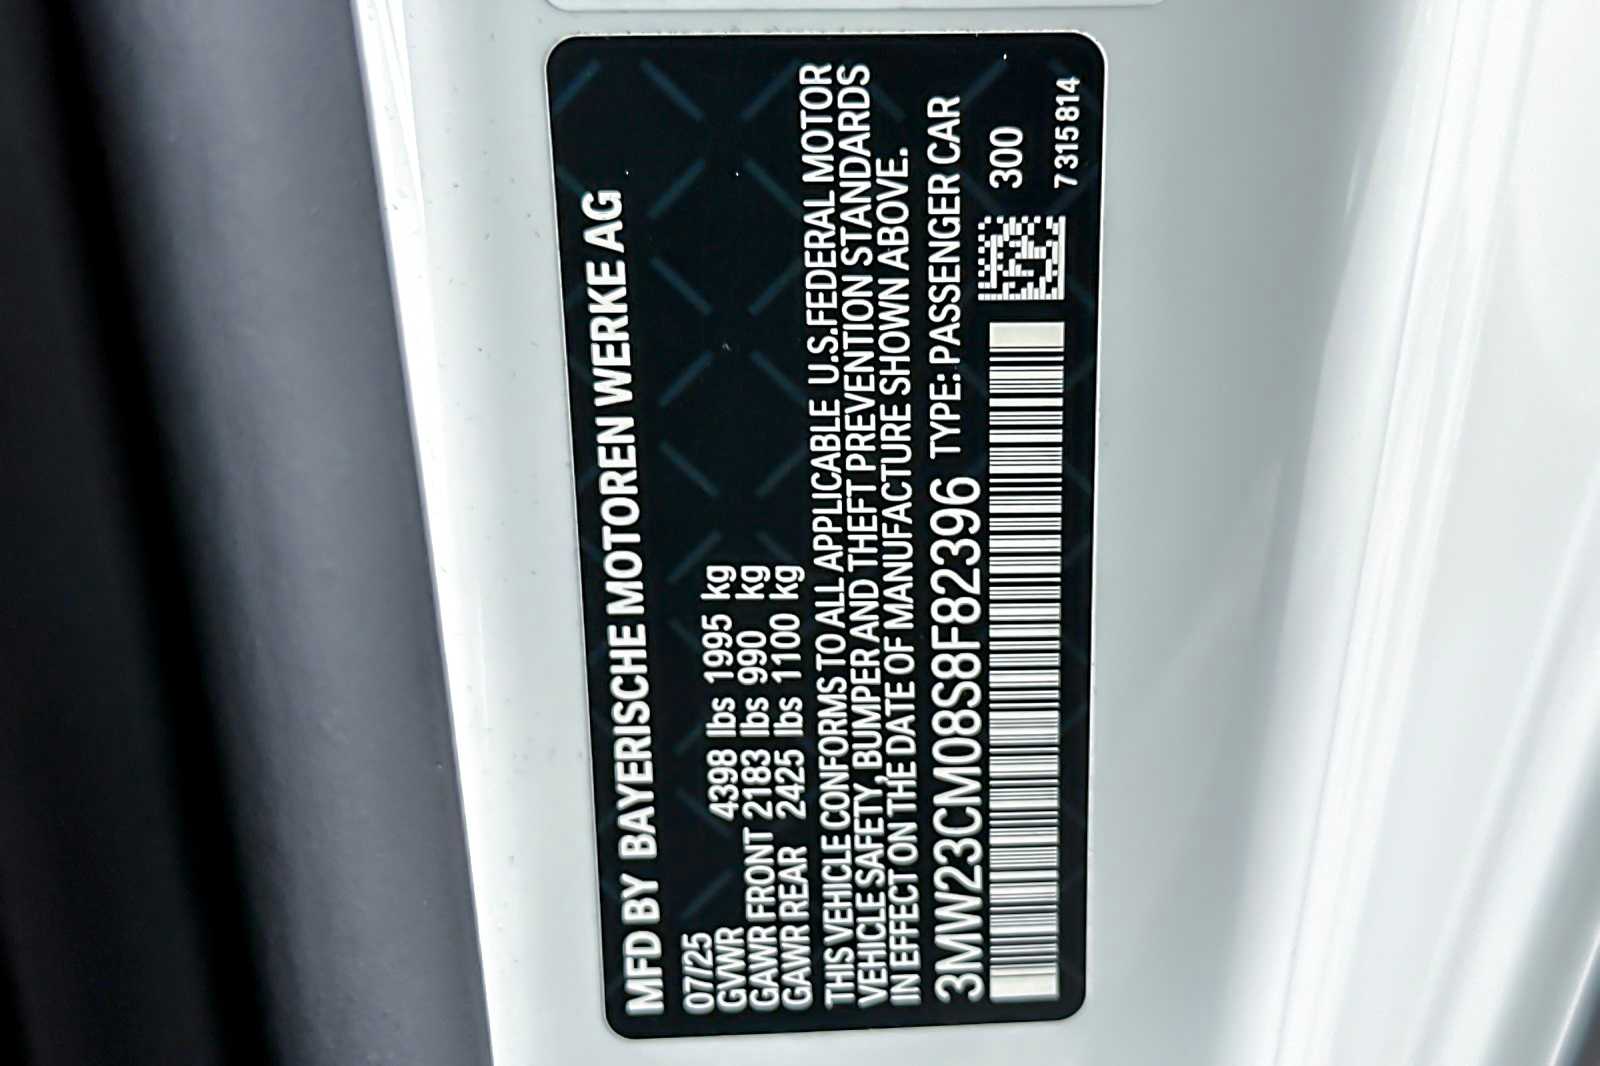 MFD BY BAYERISCHE MOTOREN WERKE AG
07/25
GVWR 4398 lbs 1995 kg
GAWR FRONT 2183 lbs 990 kg
GAWR REAR 2425 lbs 1100 kg
THIS VEHICLE CONFORMS TO ALL APPLICABLE U.S.FEDERAL MOTOR
VEHICLE SAFETY, BUMPER AND THEFT PREVENTION STANDARDS
IN EFFECT ON THE DATE OF MANUFACTURE SHOWN ABOVE.
3MW23CM08S8F82396 TYPE: PASSENGER CAR
300
7315814